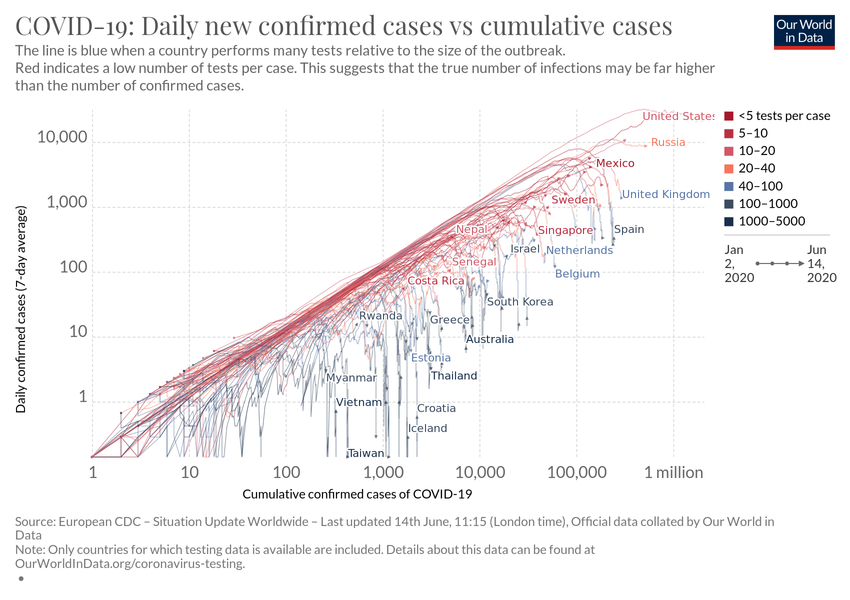 COVID-19: Daily new confirmed cases vs cumulative cases
Our World
in Data
The line is blue when a country performs many tests relative to the size of the outbreak.
Red indicates a low number of tests per case. This suggests that the true number of infections may be far higher
than the number of confirmed cases.
Daily confirmed cases (7-day average)
10,000
1,000
100
10
1
United States
Russia
Mexico
United Kingdom
Sweden
Nepal
Singapore
Spain
Israel
Netherlands
Senegal
Belgium
Costa Rica
South Korea
Rwanda
Greece
Australia
Estonia
Myanmar
Thailand
Vietnam
Croatia
Iceland
Taiwan
<5 tests per case
5–10
10–20
20–40
40–100
100–1000
1000–5000
Jan
2,
2020
Jun
14,
2020
1
10
100
1,000
10,000
100,000
1 million
Cumulative confirmed cases of COVID-19
Source: European CDC – Situation Update Worldwide – Last updated 14th June, 11:15 (London time), Official data collated by Our World in
Data
Note: Only countries for which testing data is available are included. Details about this data can be found at
OurWorldInData.org/coronavirus-testing.
•